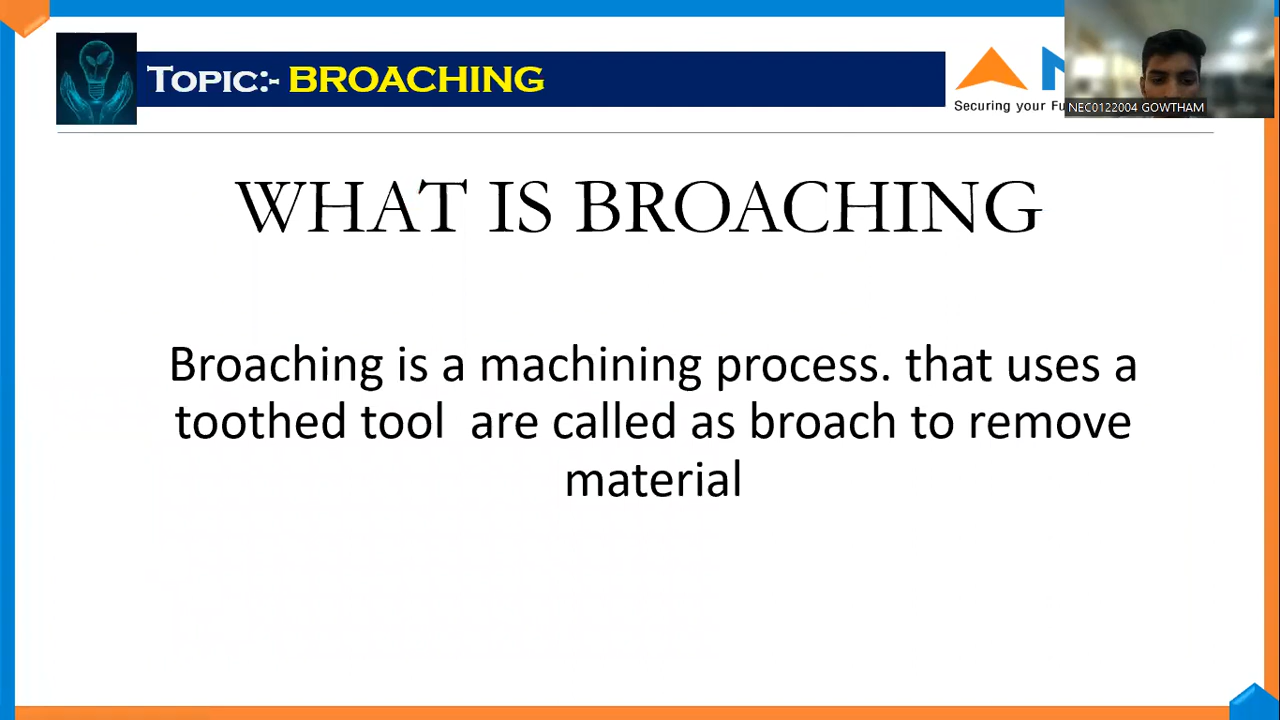 TOPIC:- BROACHING
Securing your
NEC0122004 GOWTHAM
WHAT IS BROACHING
Broaching is a machining process. that uses a
toothed tool are called as broach to remove
material